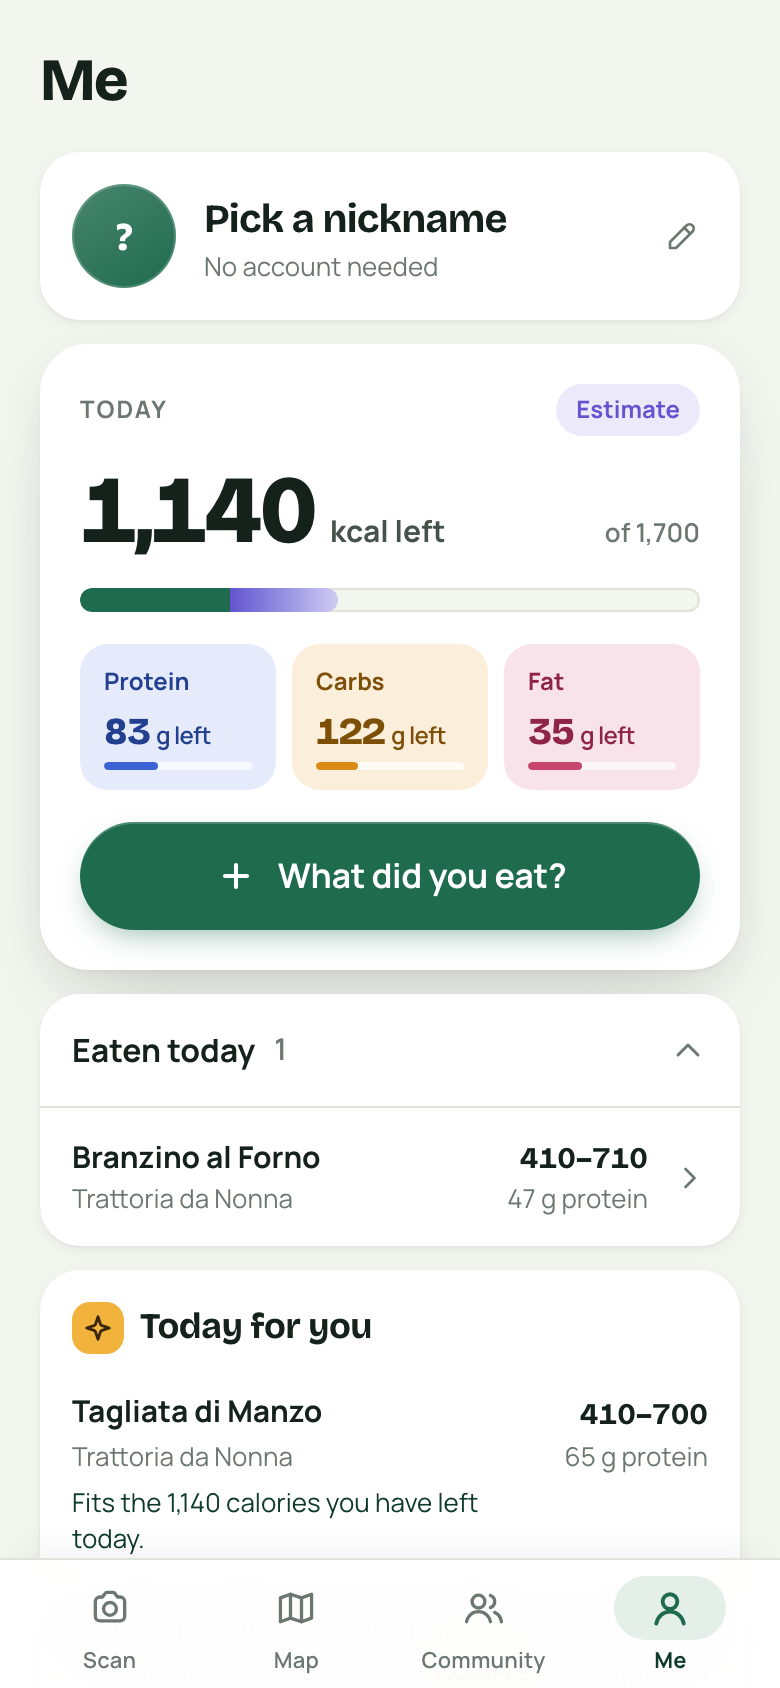 Me
?
Pick a nickname
No account needed
TODAY
Estimate
1,140 kcal left
of 1,700
Protein
83 g left
Carbs
122 g left
Fat
35 g left
What did you eat?
Eaten today 1
Branzino al Forno
410–710
Trattoria da Nonna
47 g protein
Today for you
Tagliata di Manzo
410–700
Trattoria da Nonna
65 g protein
Fits the 1,140 calories you have left
today.
Scan
Map
Community
Me